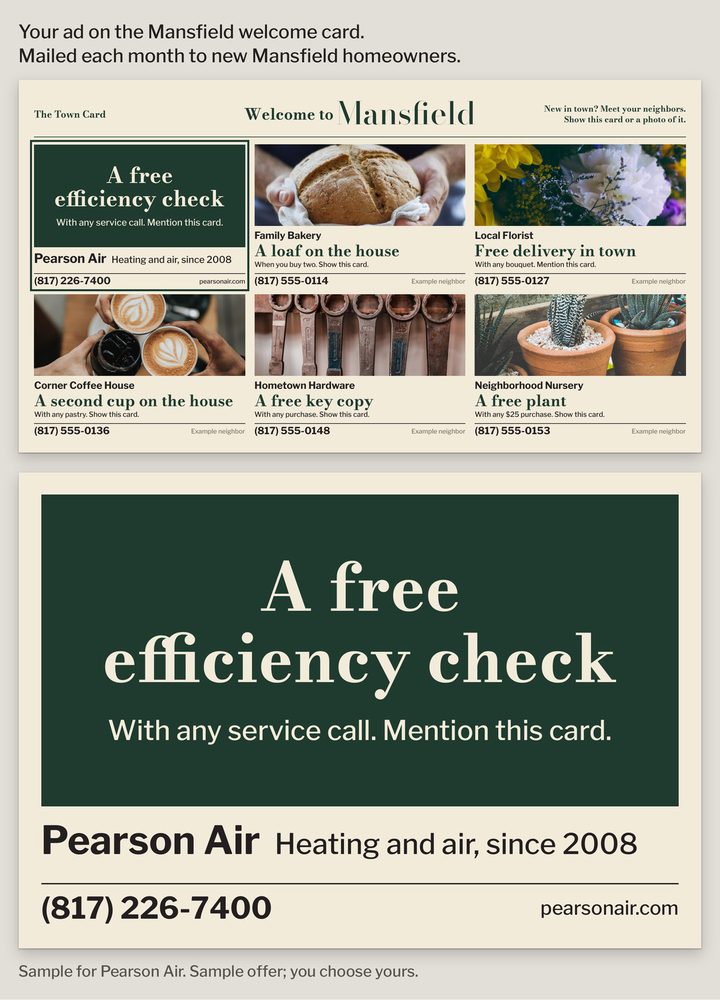 Your ad on the Mansfield welcome card.
Mailed each month to new Mansfield homeowners.
The Town Card
Welcome to Mansfield
New in town? Meet your neighbors.
Show this card or a photo of it.
A free
efficiency check
With any service call. Mention this card.
Pearson Air Heating and air, since 2008
(817) 226-7400 pearsonair.com
Family Bakery
A loaf on the house
When you buy two. Show this card.
(817) 555-0114 Example neighbor
Local Florist
Free delivery in town
With any bouquet. Mention this card.
(817) 555-0127 Example neighbor
Corner Coffee House
A second cup on the house
With any pastry. Show this card.
(817) 555-0136 Example neighbor
Hometown Hardware
A free key copy
With any purchase. Show this card.
(817) 555-0148 Example neighbor
Neighborhood Nursery
A free plant
With any $25 purchase. Show this card.
(817) 555-0153 Example neighbor
A free
efficiency check
With any service call. Mention this card.
Pearson Air Heating and air, since 2008
(817) 226-7400 pearsonair.com
Sample for Pearson Air. Sample offer; you choose yours.